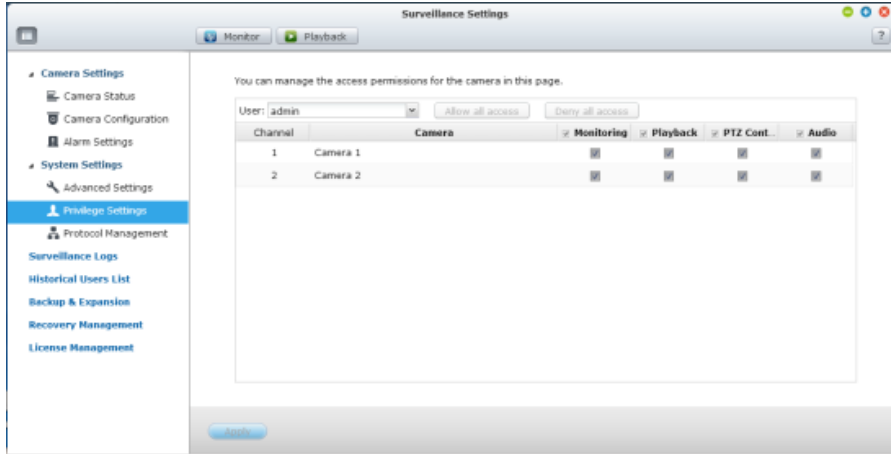 Surveillance Settings
Monitor Playback ?
Camera Settings
Camera Status
Camera Configuration
Alarm Settings
System Settings
Advanced Settings
Privilege Settings
Protocol Management
Surveillance Logs
Historical Users List
Backup & Expansion
Recovery Management
License Management
You can manage the access permissions for the camera in this page.
User: admin Allow all access Deny all access
Channel Camera Monitoring Playback PTZ Cont... Audio
1 Camera 1
2 Camera 2
Apply